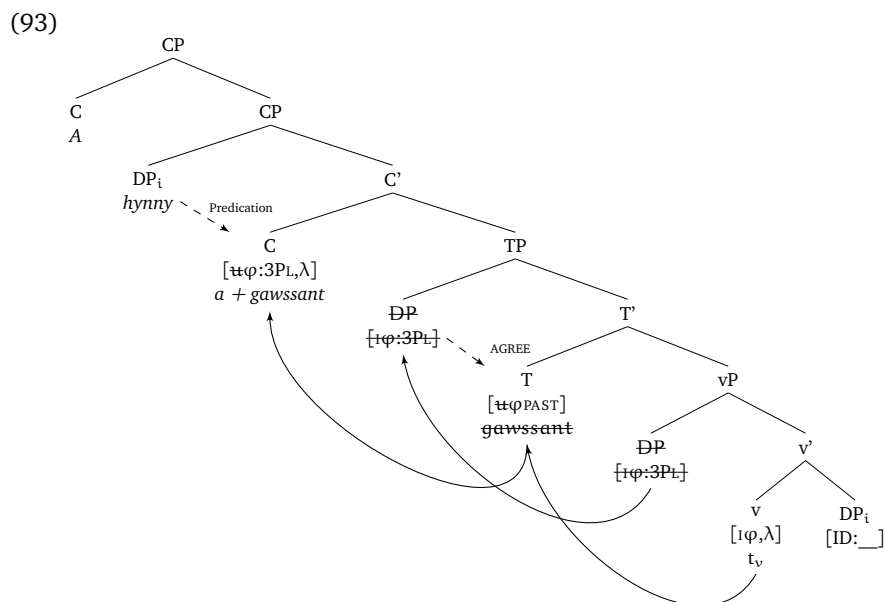 (93)
CP
C CP
A
DPi C'
hynny Predication
C TP
[uφ:3PL,λ]
a + gawssant
DP T'
[Iφ:3PL] AGREE
T vP
[uφPAST]
gawssant
DP v'
[Iφ:3PL]
v DPi
[Iφ,λ] [ID:__]
tv